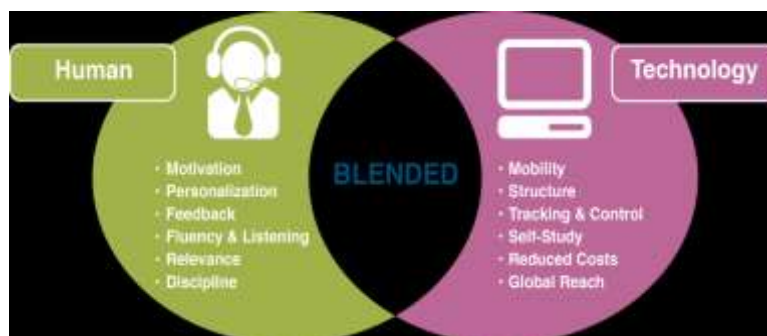 Human
Technology
BLENDED
• Motivation
• Personalization
• Feedback
• Fluency & Listening
• Relevance
• Discipline
• Mobility
• Structure
• Tracking & Control
• Self-Study
• Reduced Costs
• Global Reach